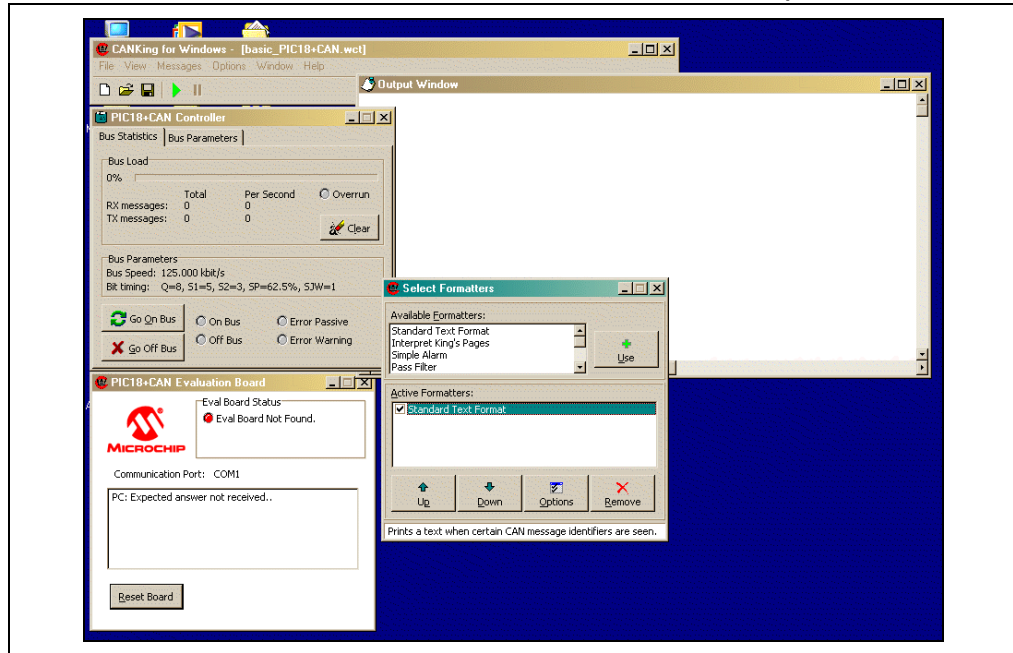 CANKing for Windows - [basic_PIC18+CAN.wct]
File View Messages Options Window Help
Output Window
PIC18+CAN Controller
Bus Statistics Bus Parameters
Bus Load
0%
Total Per Second Overrun
RX messages: 0 0
TX messages: 0 0
Clear
Bus Parameters
Bus Speed: 125.000 kbit/s
Bit timing: Q=8, S1=5, S2=3, SP=62.5%, SJW=1
Go On Bus On Bus Error Passive
Go Off Bus Off Bus Error Warning
Select Formatters
Available Formatters:
Standard Text Format
Interpret King's Pages
Simple Alarm
Pass Filter
Use
Active Formatters:
Standard Text Format
Up Down Options Remove
Prints a text when certain CAN message identifiers are seen.
PIC18+CAN Evaluation Board
Eval Board Status
Eval Board Not Found.
MICROCHIP
Communication Port: COM1
PC: Expected answer not received..
Reset Board